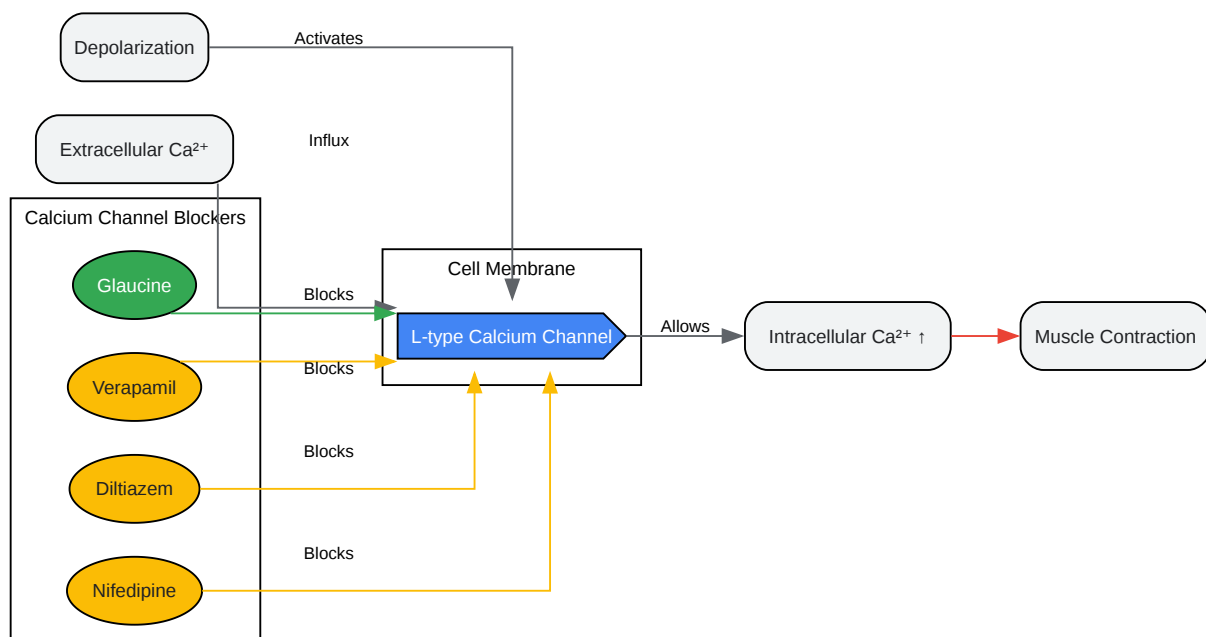 Depolarization
Activates
Extracellular Ca²⁺
Influx
Calcium Channel Blockers
Glaucine
Blocks
Cell Membrane
L-type Calcium Channel
Allows
Intracellular Ca²⁺ ↑
Muscle Contraction
Verapamil
Blocks
Diltiazem
Blocks
Nifedipine
Blocks